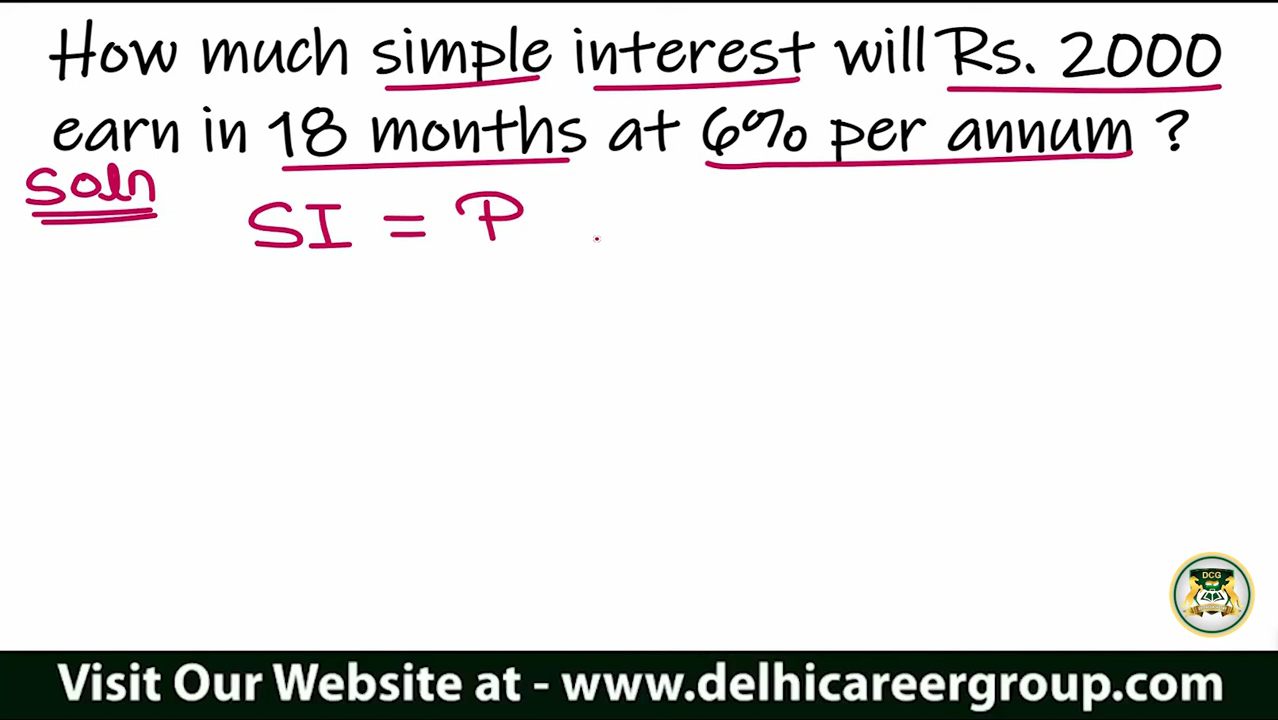 How much simple interest will Rs. 2000
earn in 18 months at 6% per annum ?
Soln
SI = P
DCG
Visit Our Website at - www.delhicareergroup.com